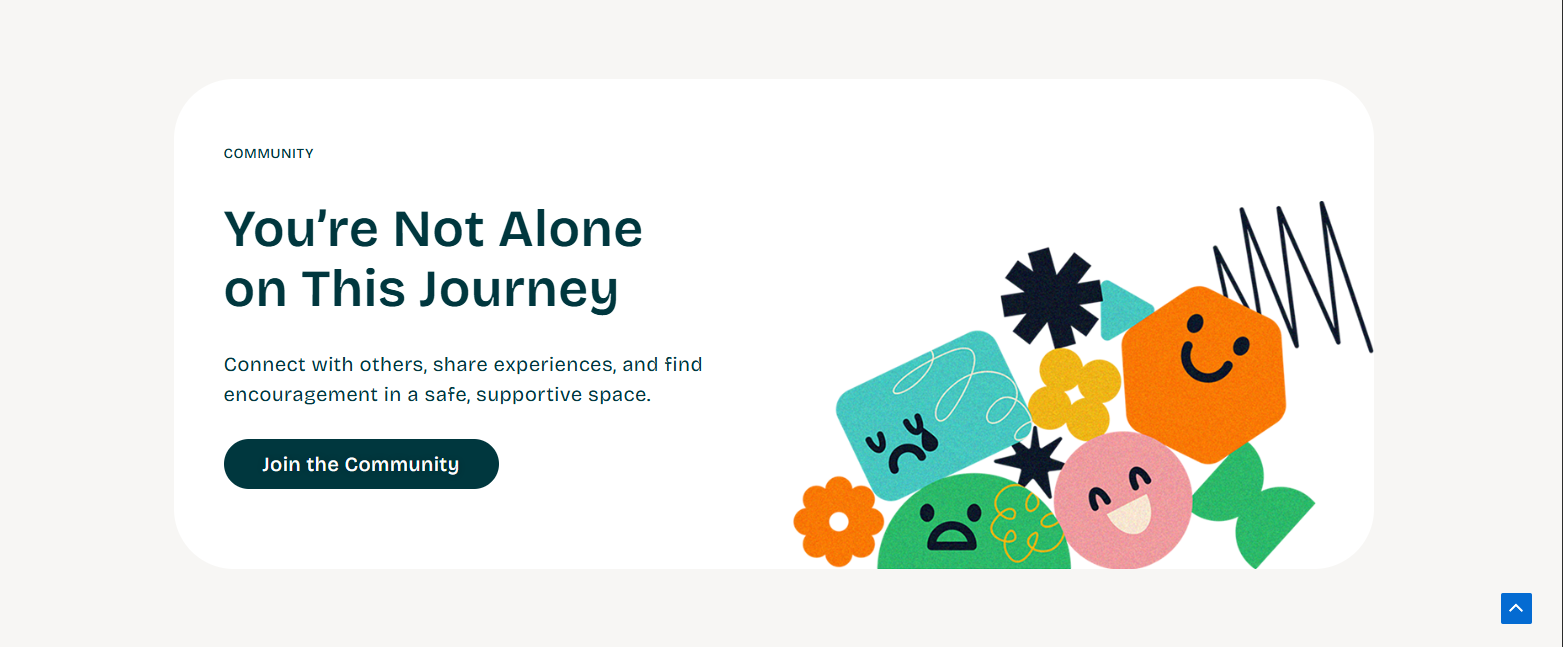 COMMUNITY
You’re Not Alone
on This Journey
Connect with others, share experiences, and find
encouragement in a safe, supportive space.
Join the Community